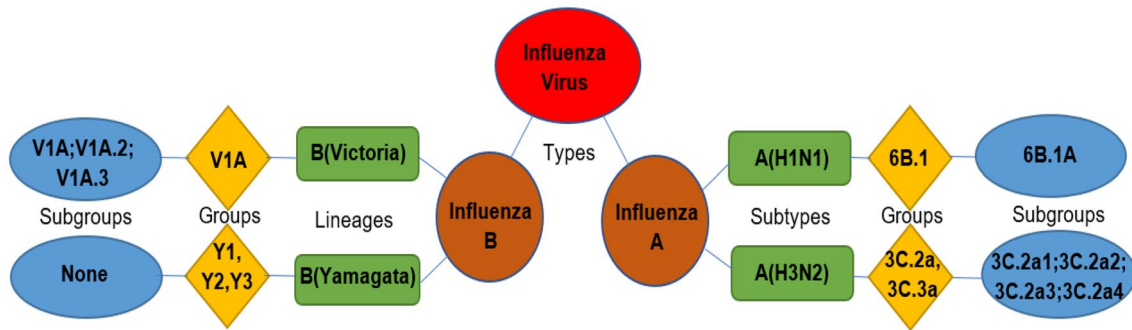 Influenza
Virus
Types
V1A;V1A.2;
V1A.3
V1A
B(Victoria)
A(H1N1)
6B.1
6B.1A
Subgroups
Groups
Lineages
Influenza
B
Influenza
A
Subtypes
Groups
Subgroups
None
Y1,
Y2,Y3
B(Yamagata)
A(H3N2)
3C.2a,
3C.3a
3C.2a1;3C.2a2;
3C.2a3;3C.2a4